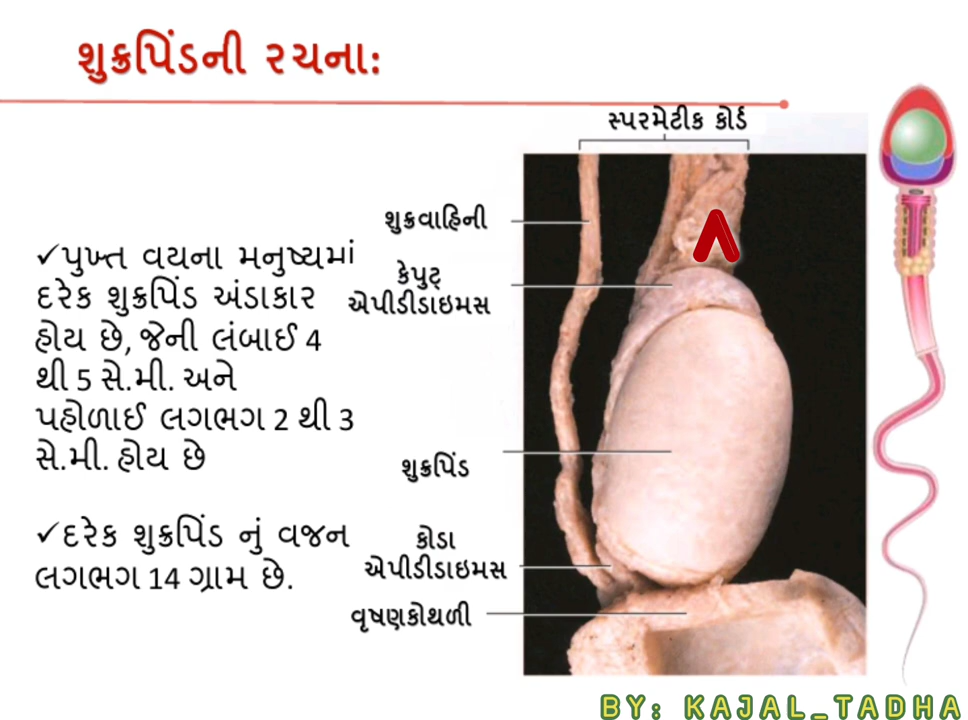 શુક્રપિંડની રચના:
સ્પરમેટીક કોર્ડ
શુક્રવાહિની
✓પુખ્ત વયના મનુષ્યમાં
દરેક શુક્રપિંડ અંડાકાર
હોય છે, જેની લંબાઈ 4
થી 5 સે.મી. અને
પહોળાઈ લગભગ 2 થી 3
સે.મી. હોય છે
કેપુટ્
એપીડીડાઇમસ
શુક્રપિંડ
✓દરેક શુક્રપિંડ નું વજન
લગભગ 14 ગ્રામ છે.
કોડા
એપીડીડાઇમસ
વૃષણકોથળી
BY: KAJAL_TADHA